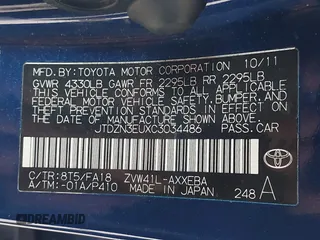 MFD. BY: TOYOTA MOTOR CORPORATION 10/11
GVWR 4330LB GAWR FR 2295LB RR 2295LB
THIS VEHICLE CONFORMS TO ALL APPLICABLE
FEDERAL MOTOR VEHICLE SAFETY, BUMPER, AND
THEFT PREVENTION STANDARDS IN EFFECT ON
THE DATE OF MANUFACTURE SHOWN ABOVE.
JTDZN3EUXC3034486 PASS.CAR
C/TR: 8T5/FA18 ZVW41L-AXXEBA
A/TM: -01A/P410 MADE IN JAPAN 248 A
TOYOTA